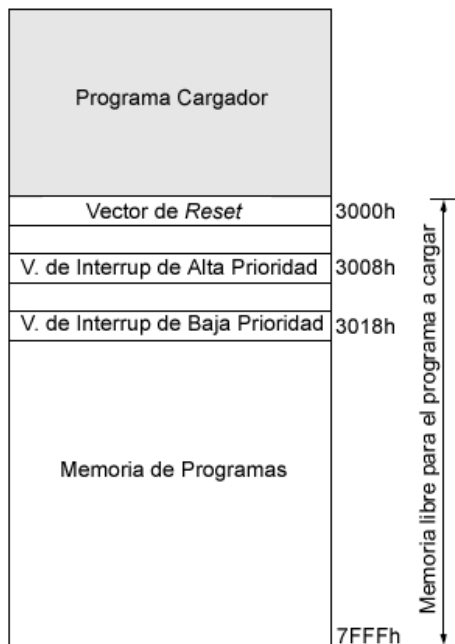 Programa Cargador
Vector de Reset 3000h
V. de Interrup de Alta Prioridad 3008h
V. de Interrup de Baja Prioridad 3018h
Memoria de Programas
7FFFh
Memoria libre para el programa a cargar